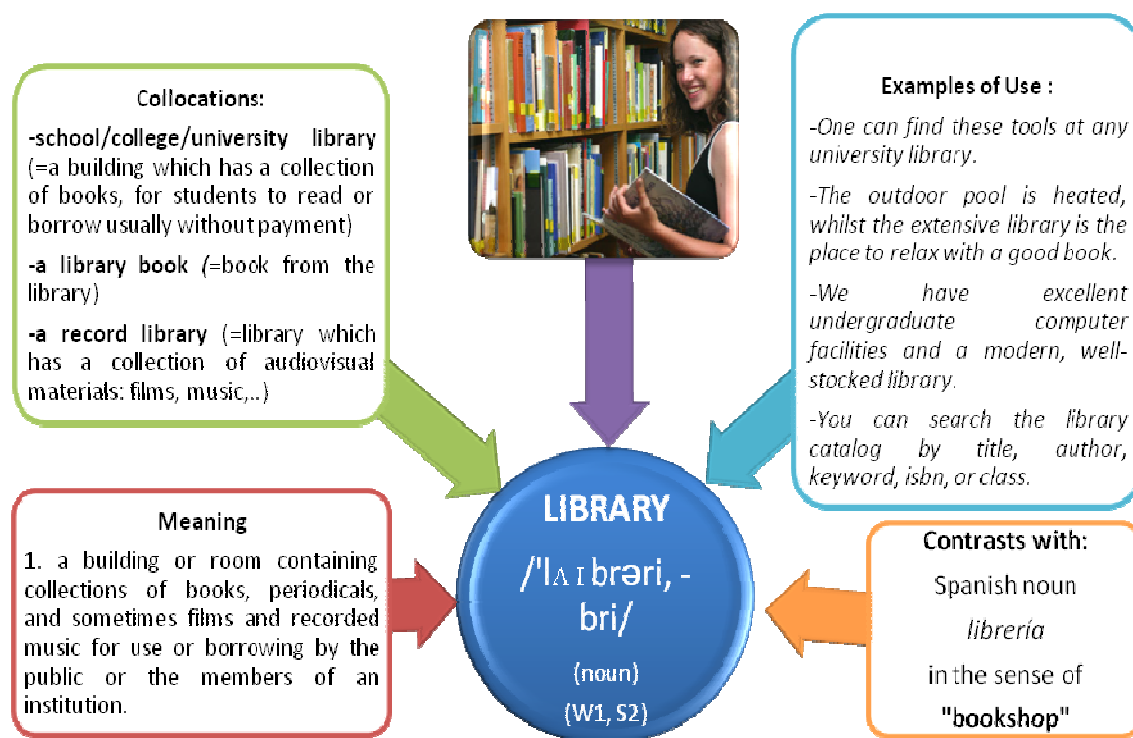 Collocations:
-school/college/university library
(=a building which has a collection
of books, for students to read or
borrow usually without payment)
-a library book (=book from the
library)
-a record library (=library which
has a collection of audiovisual
materials: films, music,..)
Examples of Use :
-One can find these tools at any
university library.
-The outdoor pool is heated,
whilst the extensive library is the
place to relax with a good book.
-We have excellent
undergraduate computer
facilities and a modern, well-
stocked library.
-You can search the library
catalog by title, author,
keyword, isbn, or class.
Meaning
1. a building or room containing
collections of books, periodicals,
and sometimes films and recorded
music for use or borrowing by the
public or the members of an
institution.
LIBRARY
/'lʌɪbrəri, -
bri/
(noun)
(W1, S2)
Contrasts with:
Spanish noun
librería
in the sense of
"bookshop"